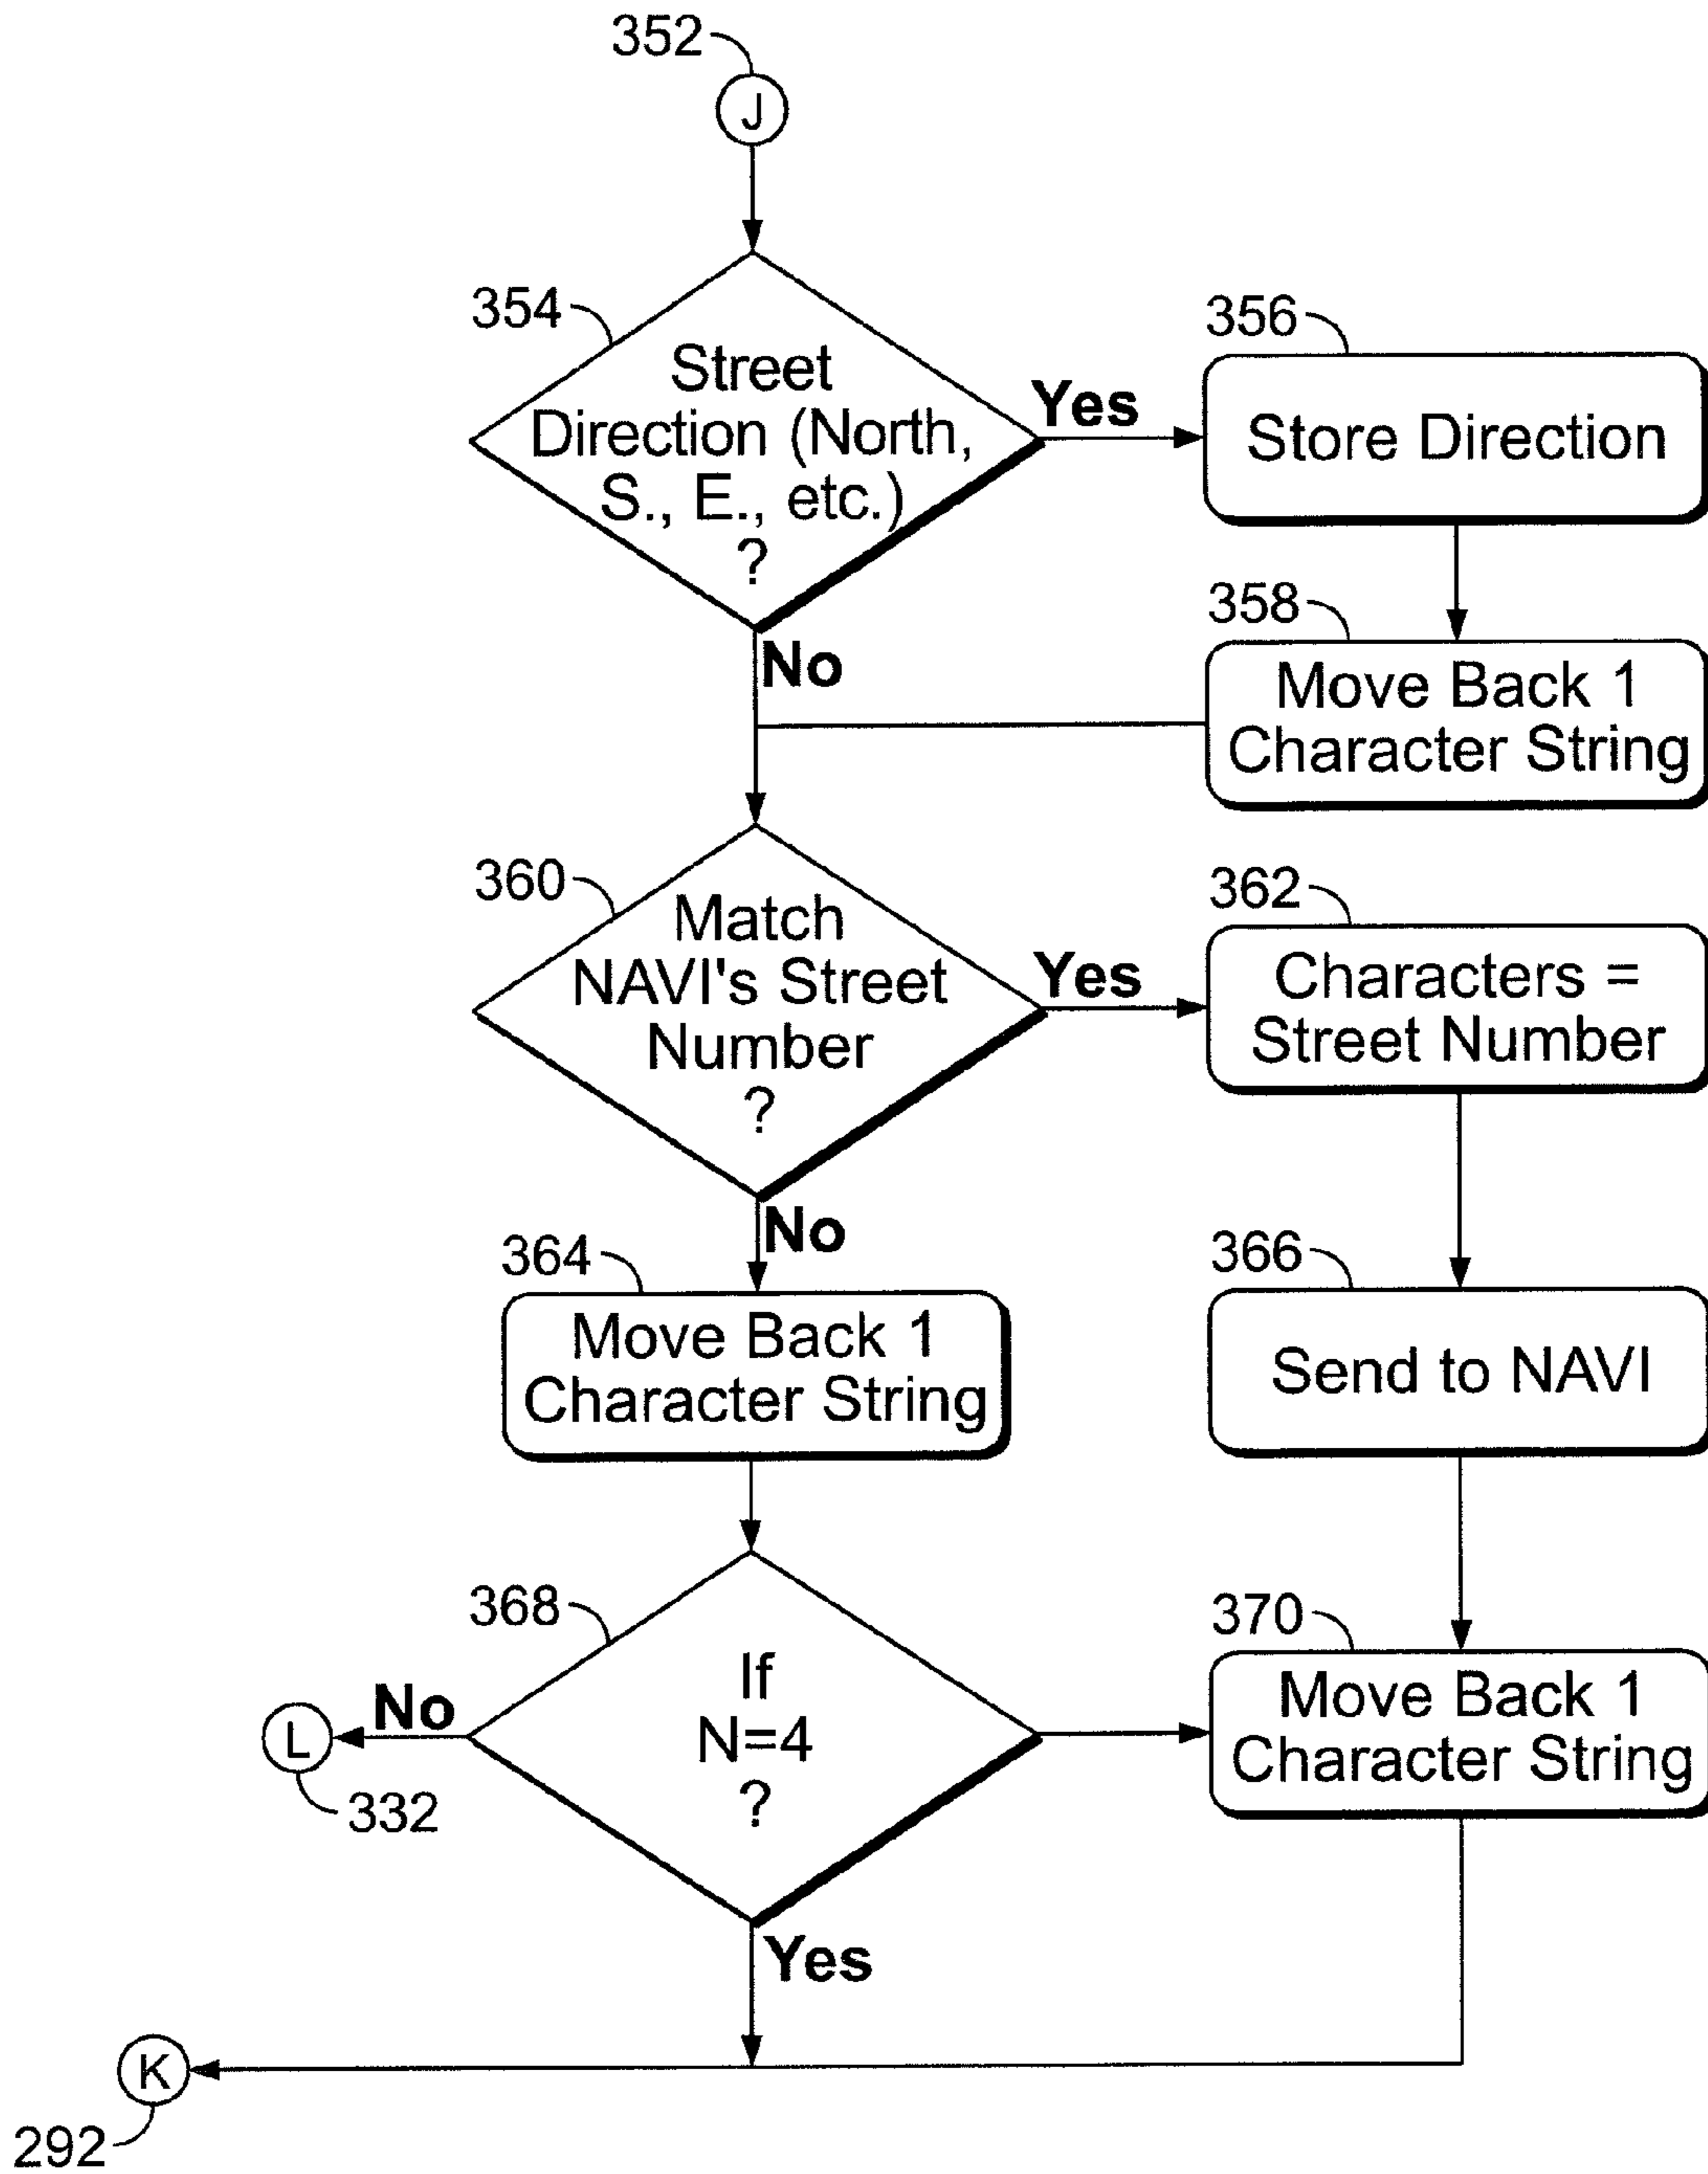 352
J
354
Street
Direction (North,
S., E., etc.)
?
Yes
356
Store Direction
No
358
Move Back 1
Character String
360
Match
NAVI's Street
Number
?
Yes
362
Characters =
Street Number
No
364
Move Back 1
Character String
366
Send to NAVI
368
If
N=4
?
No
L
332
370
Move Back 1
Character String
Yes
K
292